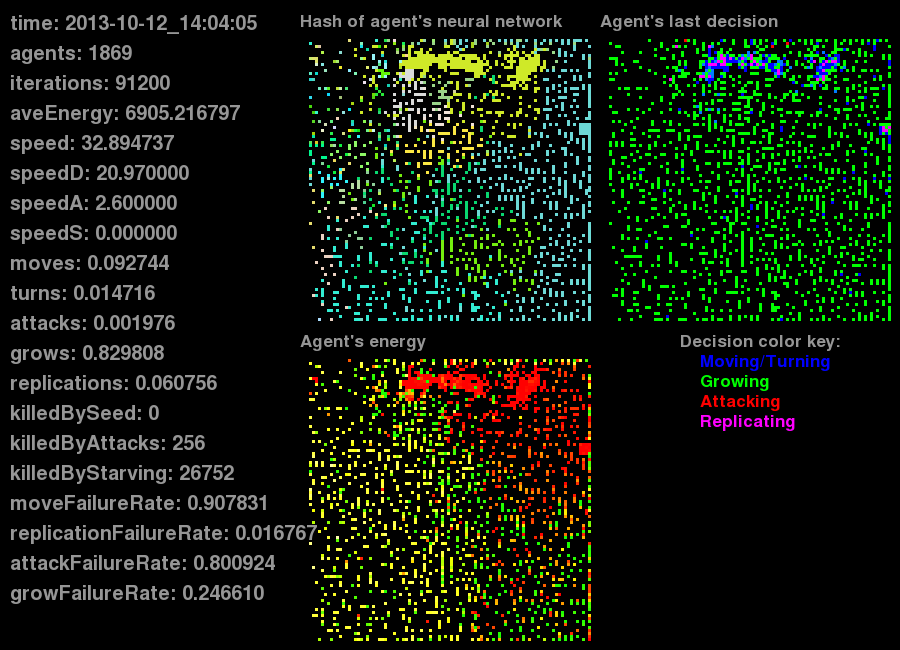 time: 2013-10-12_14:04:05
agents: 1869
iterations: 91200
aveEnergy: 6905.216797
speed: 32.894737
speedD: 20.970000
speedA: 2.600000
speedS: 0.000000
moves: 0.092744
turns: 0.014716
attacks: 0.001976
grows: 0.829808
replications: 0.060756
killedBySeed: 0
killedByAttacks: 256
killedByStarving: 26752
moveFailureRate: 0.907831
replicationFailureRate: 0.016767
attackFailureRate: 0.800924
growFailureRate: 0.246610
Hash of agent's neural network
Agent's last decision
Agent's energy
Decision color key:
Moving/Turning
Growing
Attacking
Replicating